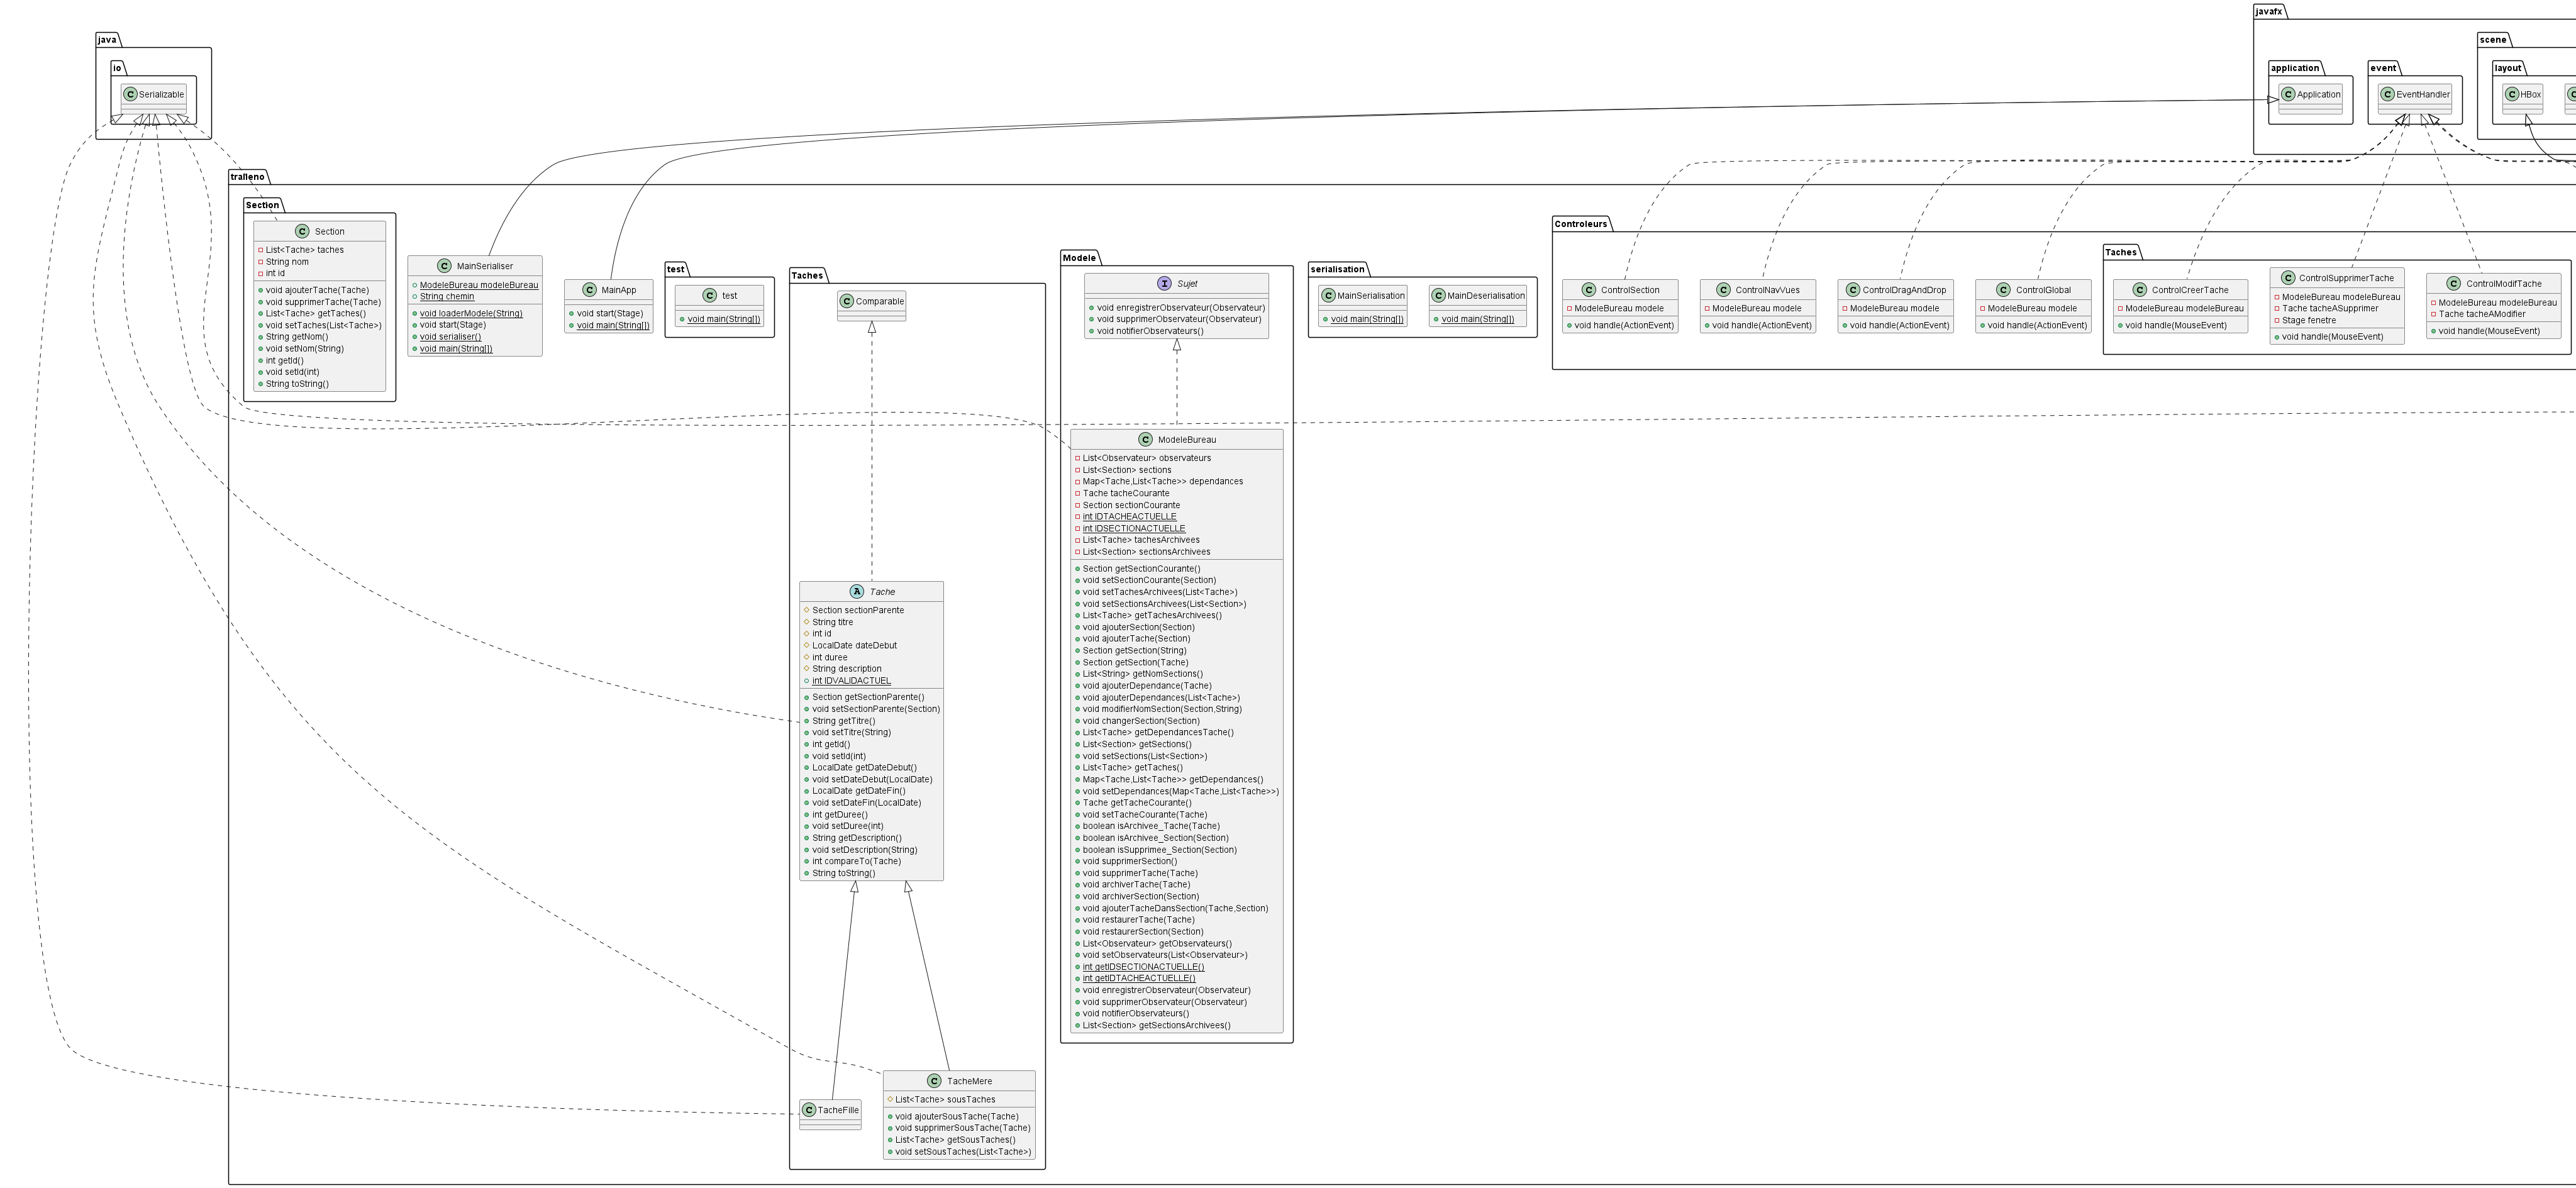 java
io
Serializable
javafx
application
Application
event
EventHandler
scene
layout
HBox
tralleno
Section
Section
List<Tache> taches
String nom
int id
void ajouterTache(Tache)
void supprimerTache(Tache)
List<Tache> getTaches()
void setTaches(List<Tache>)
String getNom()
void setNom(String)
int getId()
void setId(int)
String toString()
MainSerialiser
ModeleBureau modeleBureau
String chemin
void loaderModele(String)
void start(Stage)
void serialiser()
void main(String[])
MainApp
void start(Stage)
void main(String[])
test
test
void main(String[])
Taches
Comparable
Tache
Section sectionParente
String titre
int id
LocalDate dateDebut
int duree
String description
int IDVALIDACTUEL
Section getSectionParente()
void setSectionParente(Section)
String getTitre()
void setTitre(String)
int getId()
void setId(int)
LocalDate getDateDebut()
void setDateDebut(LocalDate)
LocalDate getDateFin()
void setDateFin(LocalDate)
int getDuree()
void setDuree(int)
String getDescription()
void setDescription(String)
int compareTo(Tache)
String toString()
TacheFille
TacheMere
List<Tache> sousTaches
void ajouterSousTache(Tache)
void supprimerSousTache(Tache)
List<Tache> getSousTaches()
void setSousTaches(List<Tache>)
Modele
Sujet
void enregistrerObservateur(Observateur)
void supprimerObservateur(Observateur)
void notifierObservateurs()
ModeleBureau
List<Observateur> observateurs
List<Section> sections
Map<Tache,List<Tache>> dependances
Tache tacheCourante
Section sectionCourante
int IDTACHEACTUELLE
int IDSECTIONACTUELLE
List<Tache> tachesArchivees
List<Section> sectionsArchivees
Section getSectionCourante()
void setSectionCourante(Section)
void setTachesArchivees(List<Tache>)
void setSectionsArchivees(List<Section>)
List<Tache> getTachesArchivees()
void ajouterSection(Section)
void ajouterTache(Section)
Section getSection(String)
Section getSection(Tache)
List<String> getNomSections()
void ajouterDependance(Tache)
void ajouterDependances(List<Tache>)
void modifierNomSection(Section,String)
void changerSection(Section)
List<Tache> getDependancesTache()
List<Section> getSections()
void setSections(List<Section>)
List<Tache> getTaches()
Map<Tache,List<Tache>> getDependances()
void setDependances(Map<Tache,List<Tache>>)
Tache getTacheCourante()
void setTacheCourante(Tache)
boolean isArchivee_Tache(Tache)
boolean isArchivee_Section(Section)
boolean isSupprimee_Section(Section)
void supprimerSection()
void supprimerTache(Tache)
void archiverTache(Tache)
void archiverSection(Section)
void ajouterTacheDansSection(Tache,Section)
void restaurerTache(Tache)
void restaurerSection(Section)
List<Observateur> getObservateurs()
void setObservateurs(List<Observateur>)
int getIDSECTIONACTUELLE()
int getIDTACHEACTUELLE()
void enregistrerObservateur(Observateur)
void supprimerObservateur(Observateur)
void notifierObservateurs()
List<Section> getSectionsArchivees()
serialisation
MainSerialisation
void main(String[])
MainDeserialisation
void main(String[])
Controleurs
ControlSection
ModeleBureau modele
void handle(ActionEvent)
ControlNavVues
ModeleBureau modele
void handle(ActionEvent)
ControlDragAndDrop
ModeleBureau modele
void handle(ActionEvent)
ControlGlobal
ModeleBureau modele
void handle(ActionEvent)
Taches
ControlCreerTache
ModeleBureau modeleBureau
void handle(MouseEvent)
ControlSupprimerTache
ModeleBureau modeleBureau
Tache tacheASupprimer
Stage fenetre
void handle(MouseEvent)
ControlModifTache
ModeleBureau modeleBureau
Tache tacheAModifier
void handle(MouseEvent)